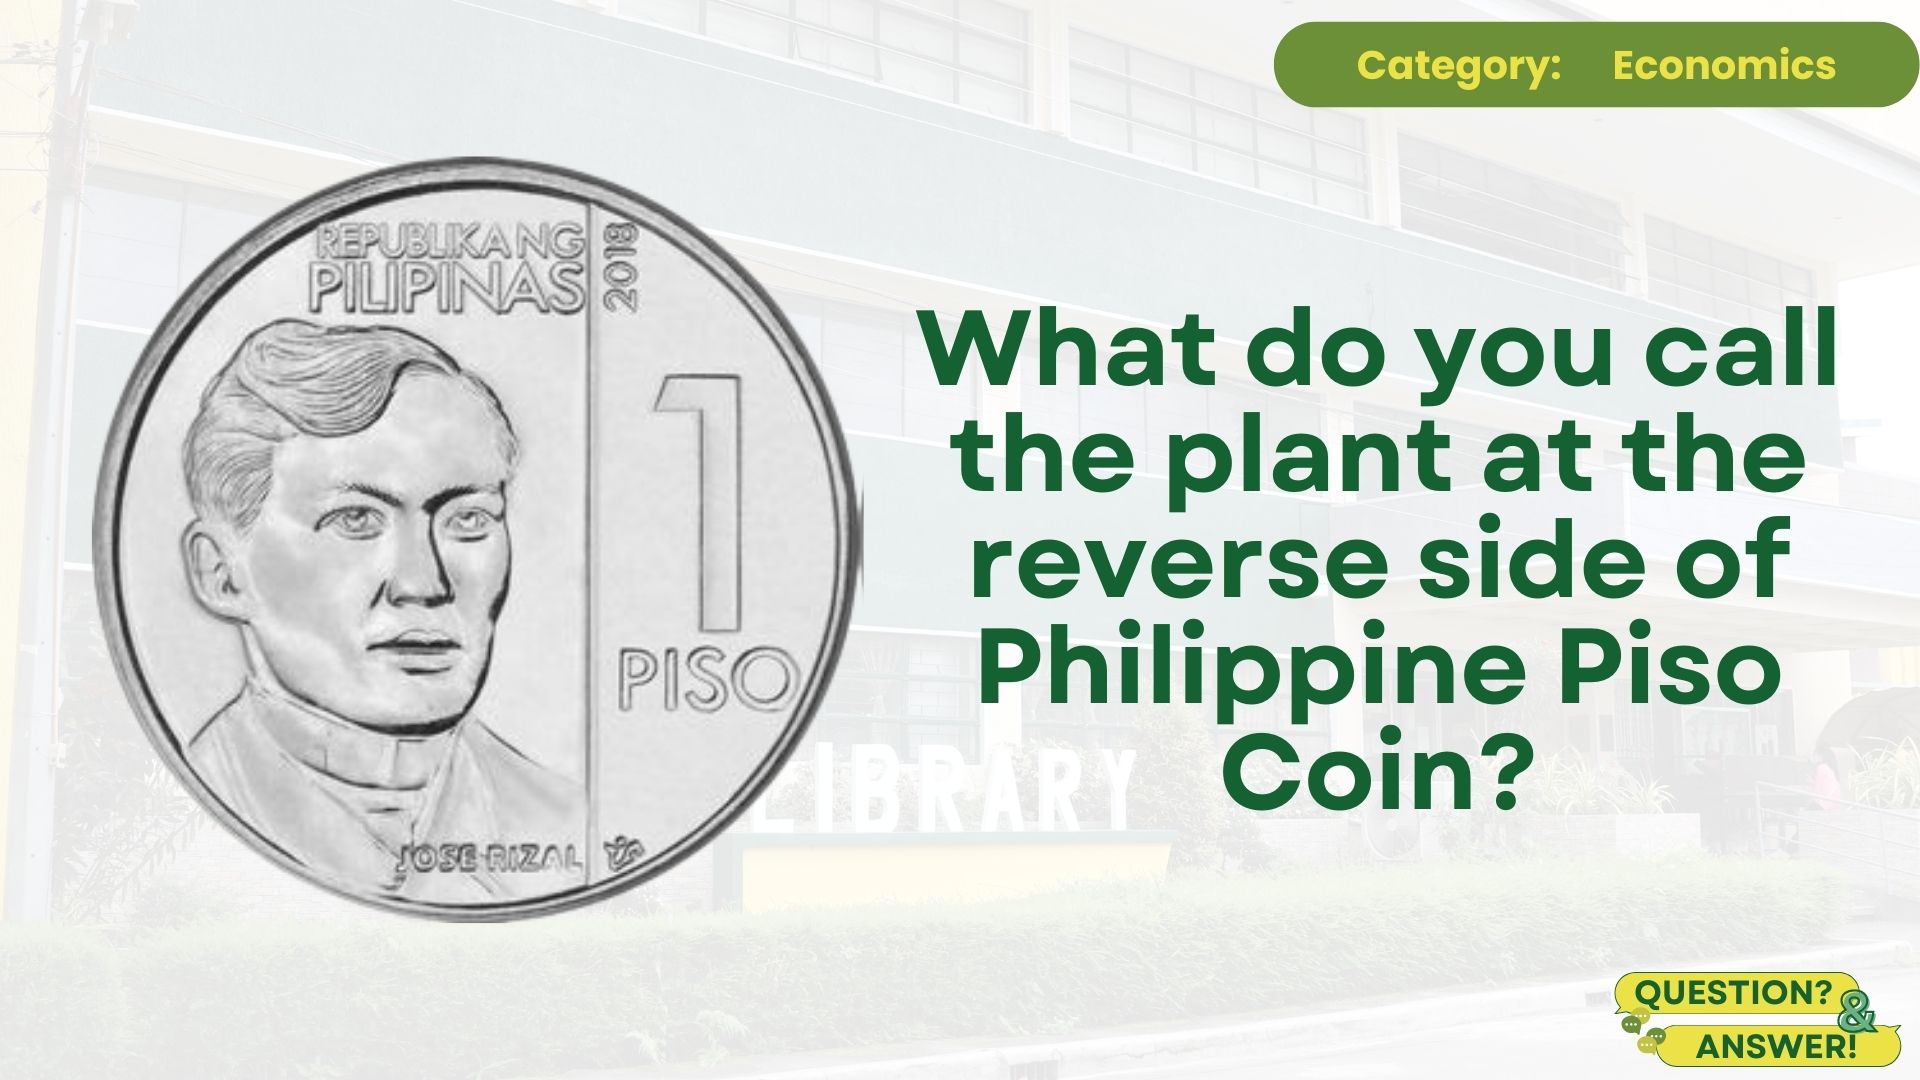 Category: Economics
REPUBLIKA NG
PILIPINAS
2018
1
PISO
JOSE RIZAL
What do you call
the plant at the
reverse side of
Philippine Piso
Coin?
LIBRARY
QUESTION?
&
ANSWER!